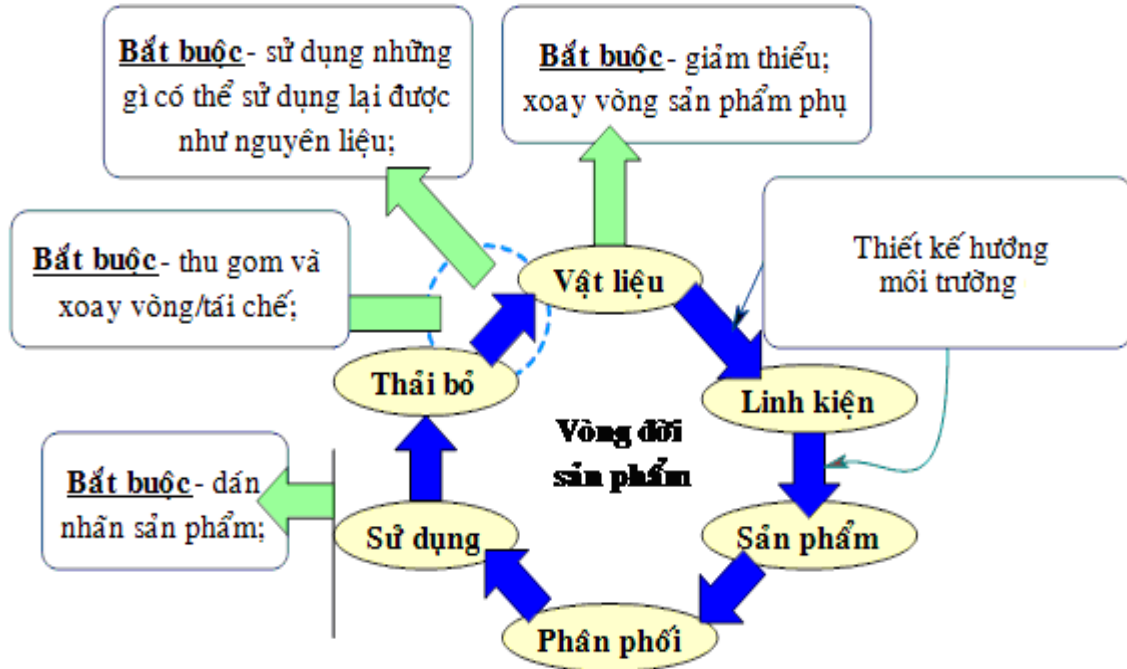 Bắt buộc - sử dụng những
gì có thể sử dụng lại được
như nguyên liệu;
Bắt buộc - giảm thiểu;
xoay vòng sản phẩm phụ
Bắt buộc - thu gom và
xoay vòng/tái chế;
Thiết kế hướng
môi trường
Vật liệu
Thải bỏ
Linh kiện
Vòng đời
sản phẩm
Bắt buộc - dấn
nhãn sản phẩm;
Sử dụng
Sản phẩm
Phân phối